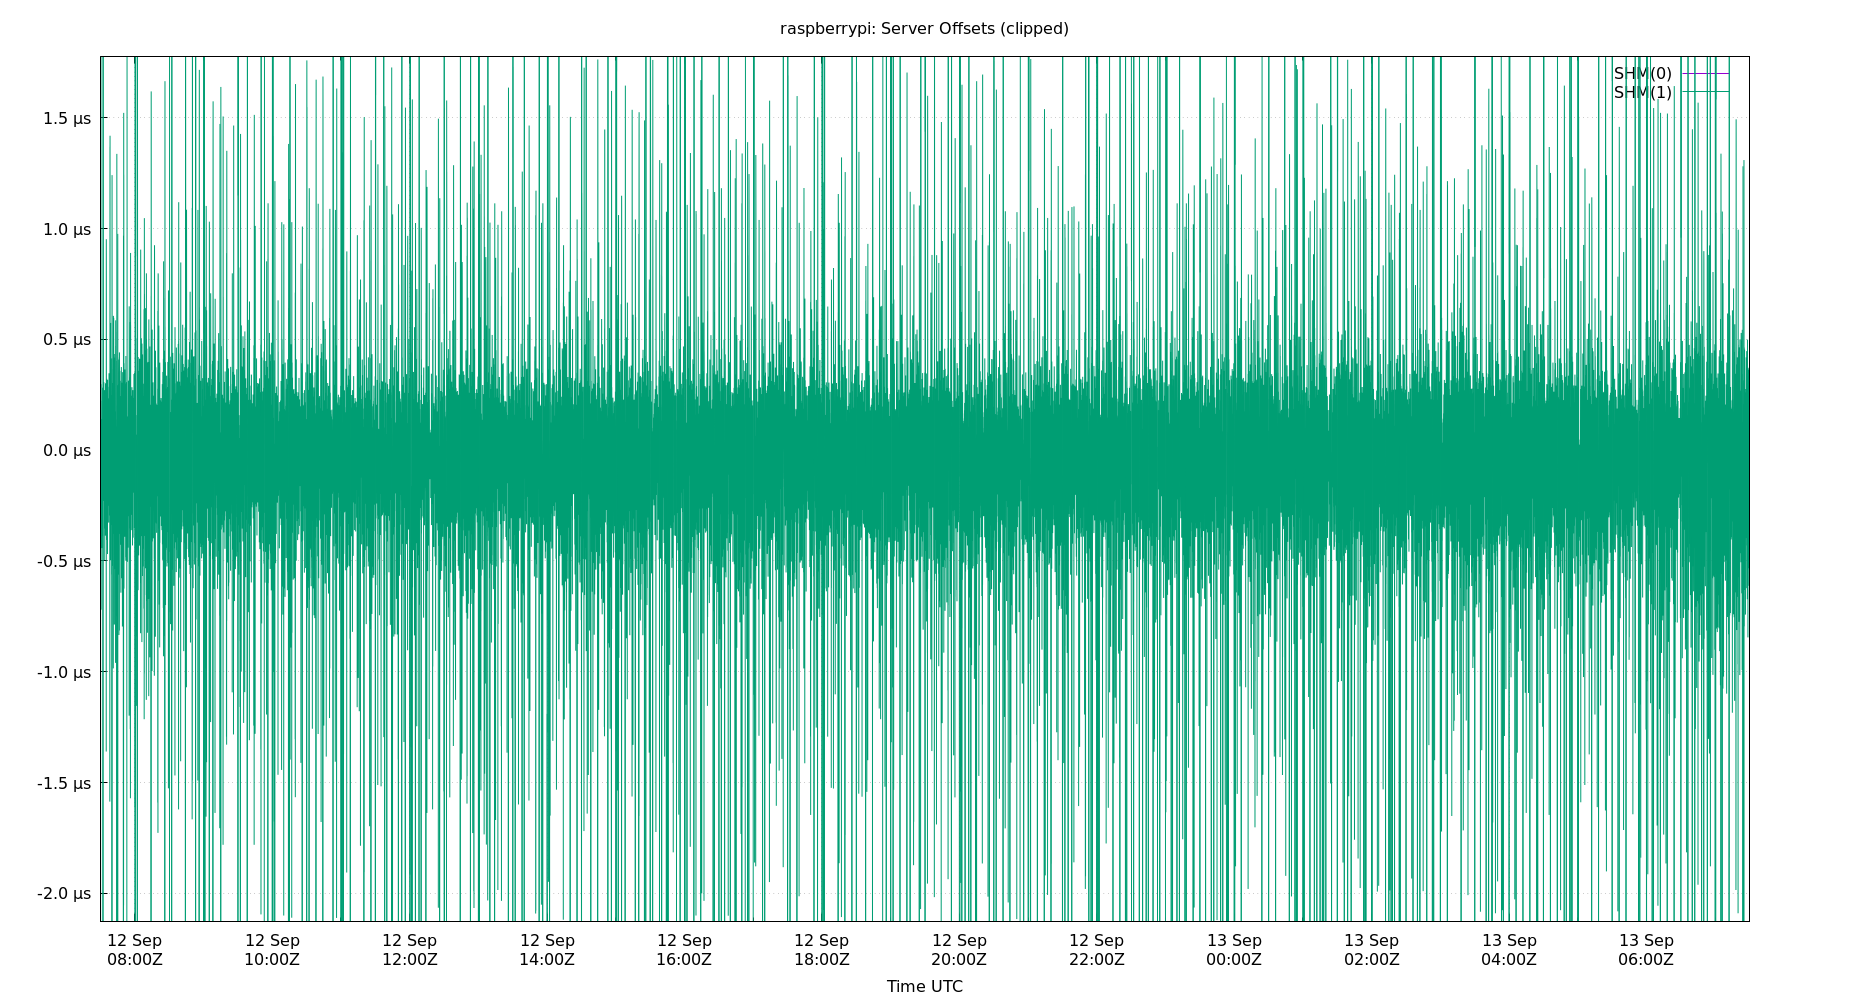 raspberrypi: Server Offsets (clipped)
SHM(0)
SHM(1)
1.5 µs
1.0 µs
0.5 µs
0.0 µs
-0.5 µs
-1.0 µs
-1.5 µs
-2.0 µs
12 Sep 12 Sep 12 Sep 12 Sep 12 Sep 12 Sep 12 Sep 12 Sep 13 Sep 13 Sep 13 Sep 13 Sep
08:00Z 10:00Z 12:00Z 14:00Z 16:00Z 18:00Z 20:00Z 22:00Z 00:00Z 02:00Z 04:00Z 06:00Z
Time UTC